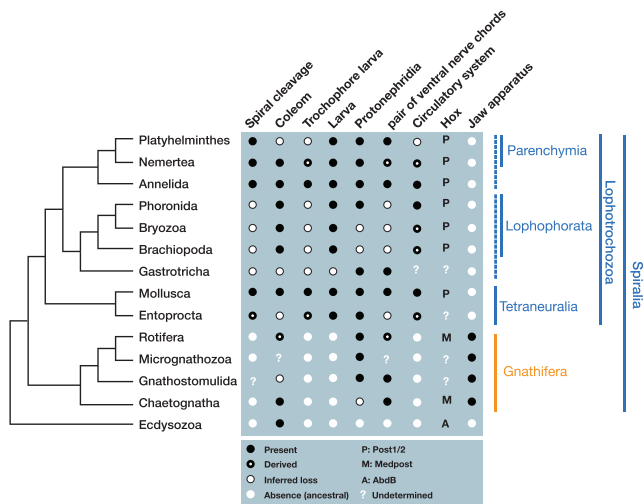 Spiral cleavage
Coleom
Trochophore larva
Larva
Protonephridia
pair of ventral nerve chords
Circulatory system
Hox
Jaw apparatus
Platyhelminthes P
Nemertea P
Annelida P
Phoronida P
Bryozoa P
Brachiopoda P
Gastrotricha ? ?
Mollusca P
Entoprocta ?
Rotifera M
Micrognathozoa ? ? ?
Gnathostomulida ? ?
Chaetognatha M
Ecdysozoa A
Parenchymia
Lophophorata
Tetraneuralia
Gnathifera
Lophotrochozoa
Spiralia
Present P: Post1/2
Derived M: Medpost
Inferred loss A: AbdB
Absence (ancestral) ? Undetermined